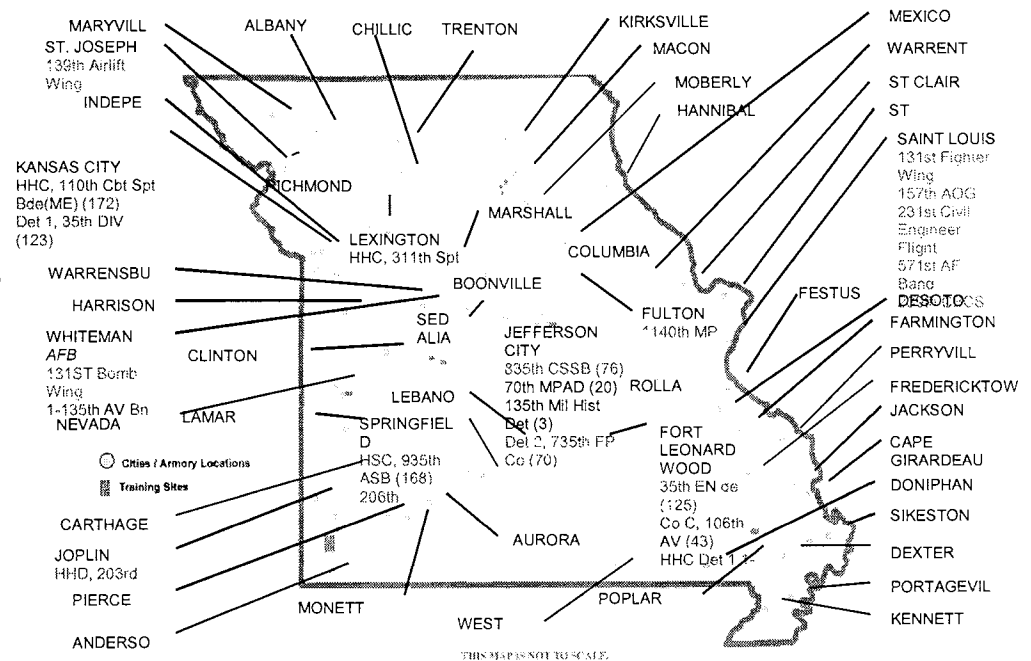 MARYVILL
ST. JOSEPH
139th Airlift
Wing
INDEPE
KANSAS CITY
HHC, 110th Cbt Spt
Bde(ME) (172)
Det 1, 35th DIV
(123)
WARRENSBU
HARRISON
WHITEMAN
AFB
131ST Bomb
Wing
1-135th AV Bn
NEVADA
CARTHAGE
JOPLIN
HHD, 203rd
PIERCE
ANDERSO
ALBANY
CHILLIC
TRENTON
KIRKSVILLE
MACON
MOBERLY
HANNIBAL
RICHMOND
MARSHALL
LEXINGTON
HHC, 311th Spt
COLUMBIA
BOONVILLE
SED
ALIA
CLINTON
FULTON
1140th MP
FESTUS
JEFFERSON
CITY
835th CSSB (76)
70th MPAD (20)
135th Mil Hist
Det (3)
Det 2, 735th FP
Co (70)
ROLLA
LEBANO
LAMAR
SPRINGFIEL
D
HSC, 935th
ASB (168)
206th
FORT
LEONARD
WOOD
35th EN
(125)
Co C, 106th
AV (43)
HHC Det 1
Cities / Armory Locations
Training Sites
AURORA
MONETT
WEST
POPLAR
MEXICO
WARRENT
ST CLAIR
ST
SAINT LOUIS
131st Fighter
Wing
157th AOG
231st Civil
Engineer
Flight
571st AF
Band
DESOTO
FARMINGTON
PERRYVILL
FREDERICKTOW
JACKSON
CAPE
GIRARDEAU
DONIPHAN
SIKESTON
DEXTER
PORTAGEVIL
KENNETT
THIS MAP IS NOT TO SCALE.